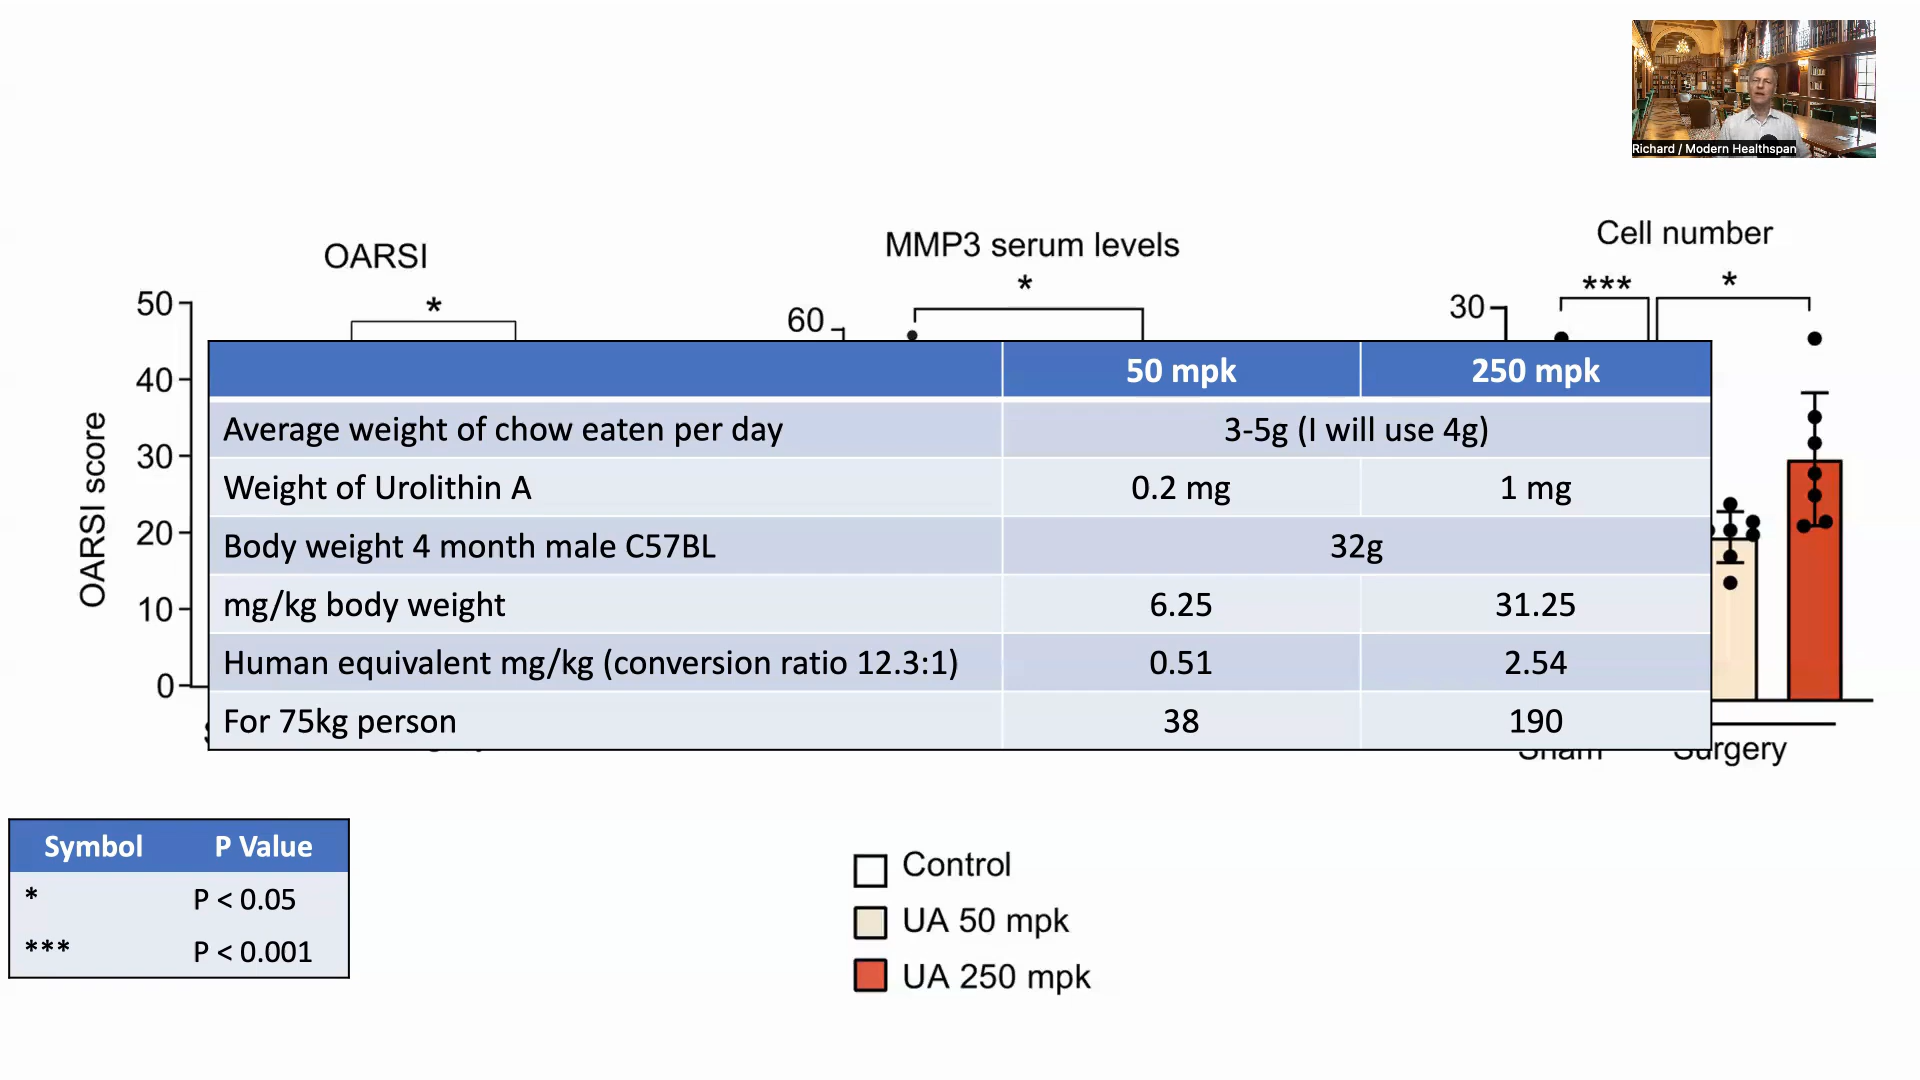 Richard / Modern Healthspan
OARSI
MMP3 serum levels
Cell number
*
*
***
*
50
40
30
20
10
0
OARSI score
60
30
50 mpk 250 mpk
Average weight of chow eaten per day 3-5g (I will use 4g)
Weight of Urolithin A 0.2 mg 1 mg
Body weight 4 month male C57BL 32g
mg/kg body weight 6.25 31.25
Human equivalent mg/kg (conversion ratio 12.3:1) 0.51 2.54
For 75kg person 38 190
Sham Surgery
Symbol P Value
* P < 0.05
*** P < 0.001
Control
UA 50 mpk
UA 250 mpk